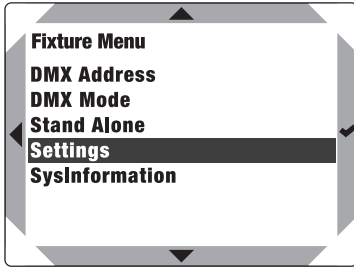 Fixture Menu
DMX Address
DMX Mode
Stand Alone
Settings
SysInformation